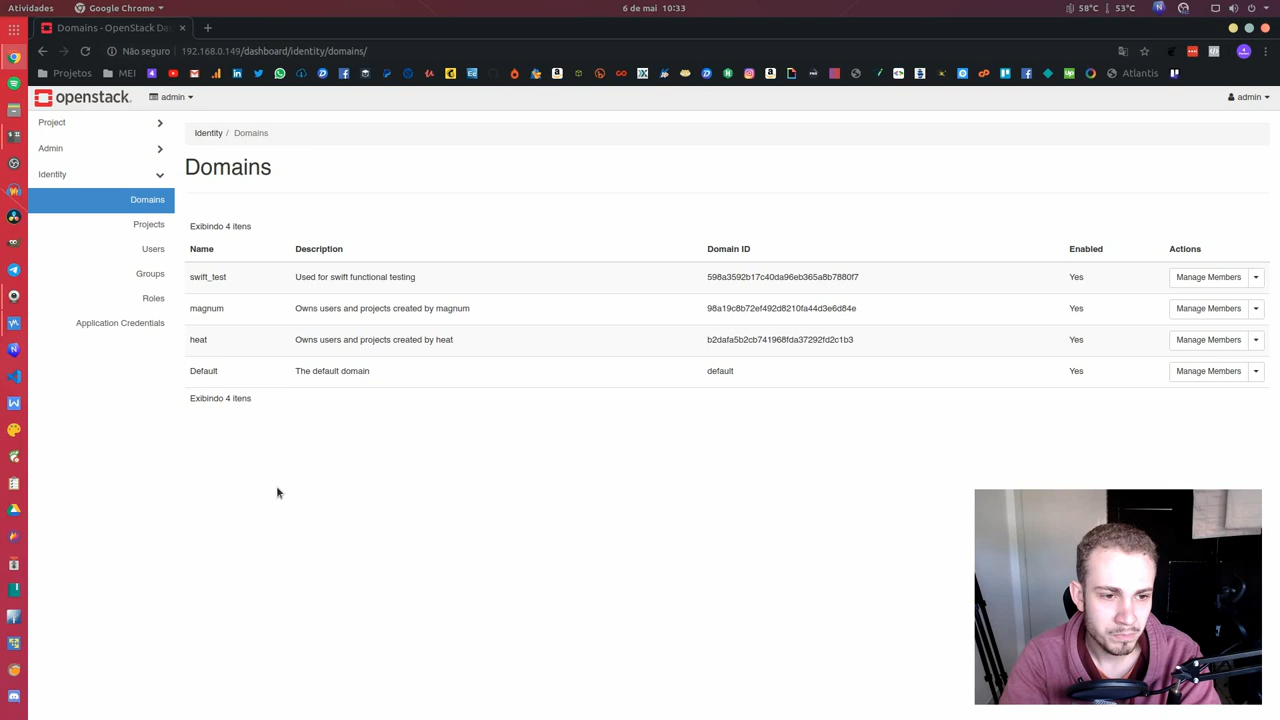 Atividades Google Chrome 6 de mai 10:33 58°C 53°C
Domains - OpenStack Da
Não seguro 192.168.0.149/dashboard/identity/domains/
Projetos MEI Atlantis
openstack. admin admin
Project
Admin
Identity
Domains
Projects
Users
Groups
Roles
Application Credentials
Identity / Domains
Domains
Exibindo 4 itens
Name Description Domain ID Enabled Actions
swift_test Used for swift functional testing 598a3592b17c40da96eb365a8b7880f7 Yes Manage Members
magnum Owns users and projects created by magnum 98a19c8b72ef492d8210fa44d3e6d84e Yes Manage Members
heat Owns users and projects created by heat b2dafa5b2cb741968fda37292fd2c1b3 Yes Manage Members
Default The default domain default Yes Manage Members
Exibindo 4 itens